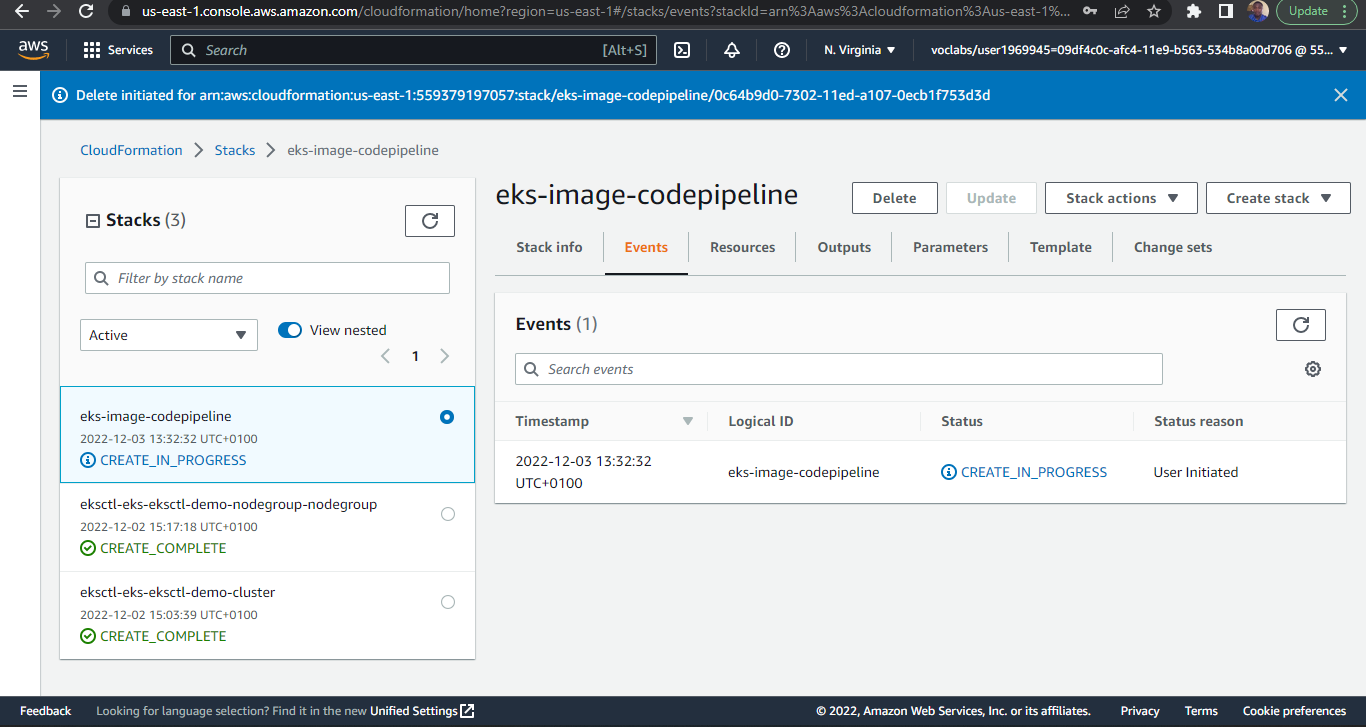 us-east-1.console.aws.amazon.com/cloudformation/home?region=us-east-1#/stacks/events?stackId=arn%3Aaws%3Acloudformation%3Aus-east-1%... Update
aws Services Search [Alt+S] N. Virginia voclabs/user1969945=09df4c0c-afc4-11e9-b563-534b8a00d706 @ 55...
Delete initiated for arn:aws:cloudformation:us-east-1:559379197057:stack/eks-image-codepipeline/0c64b9d0-7302-11ed-a107-0ecb1f753d3d
CloudFormation Stacks eks-image-codepipeline
Stacks (3)
Filter by stack name
Active View nested
1
eks-image-codepipeline
2022-12-03 13:32:32 UTC+0100
CREATE_IN_PROGRESS
eksctl-eks-eksctl-demo-nodegroup-nodegroup
2022-12-02 15:17:18 UTC+0100
CREATE_COMPLETE
eksctl-eks-eksctl-demo-cluster
2022-12-02 15:03:39 UTC+0100
CREATE_COMPLETE
eks-image-codepipeline Delete Update Stack actions Create stack
Stack info Events Resources Outputs Parameters Template Change sets
Events (1)
Search events
Timestamp Logical ID Status Status reason
2022-12-03 13:32:32
UTC+0100 eks-image-codepipeline CREATE_IN_PROGRESS User Initiated
Feedback Looking for language selection? Find it in the new Unified Settings © 2022, Amazon Web Services, Inc. or its affiliates. Privacy Terms Cookie preferences